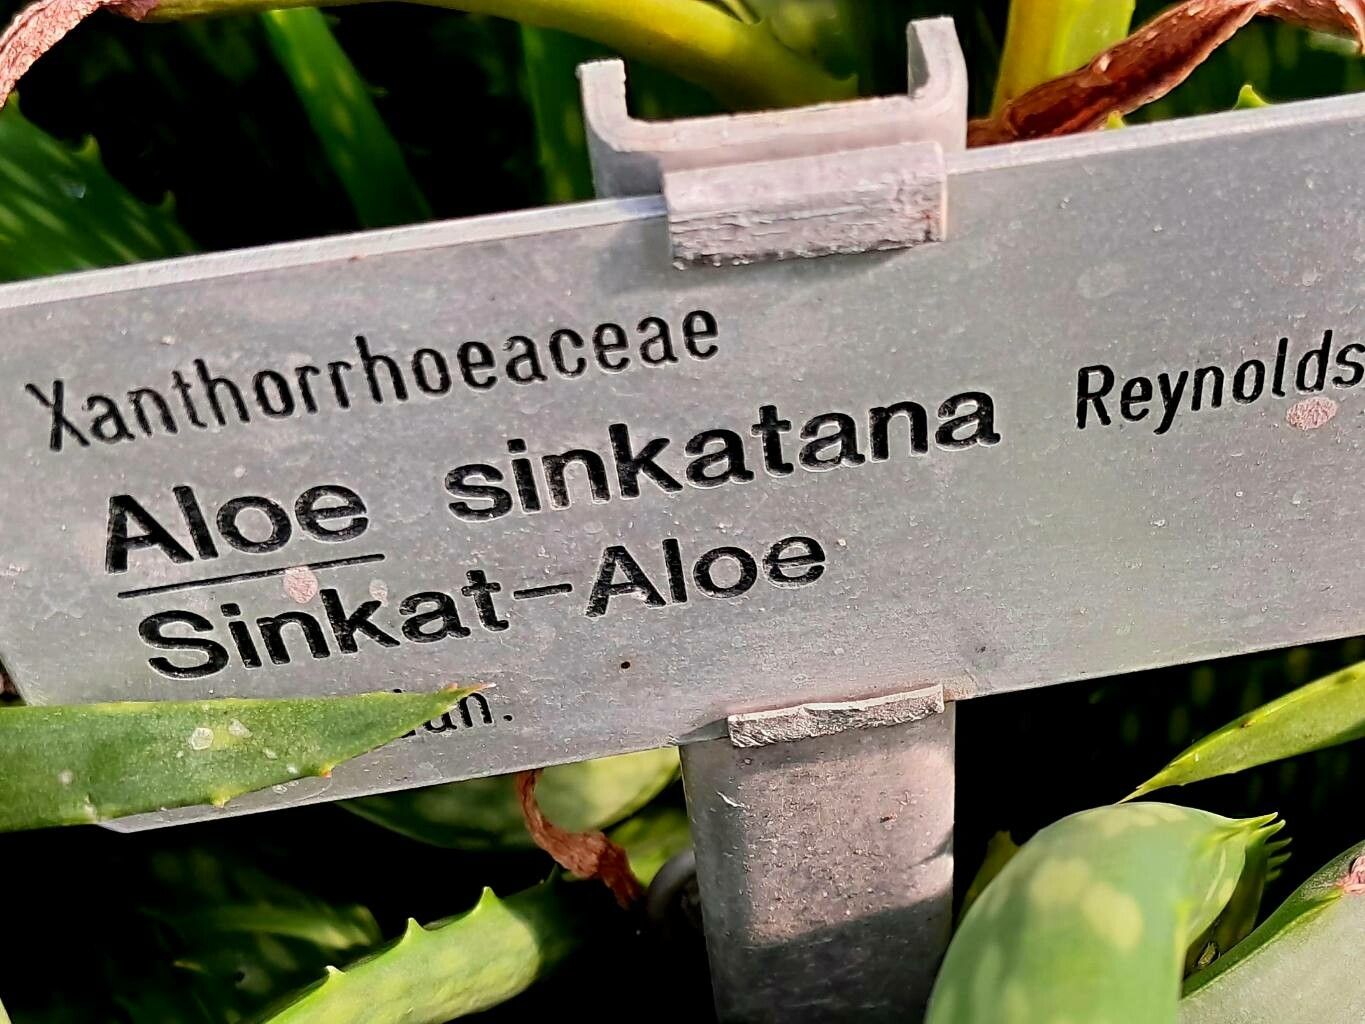 Xanthorrhoeaceae
Aloe sinkatana Reynolds
Sinkat-Aloe